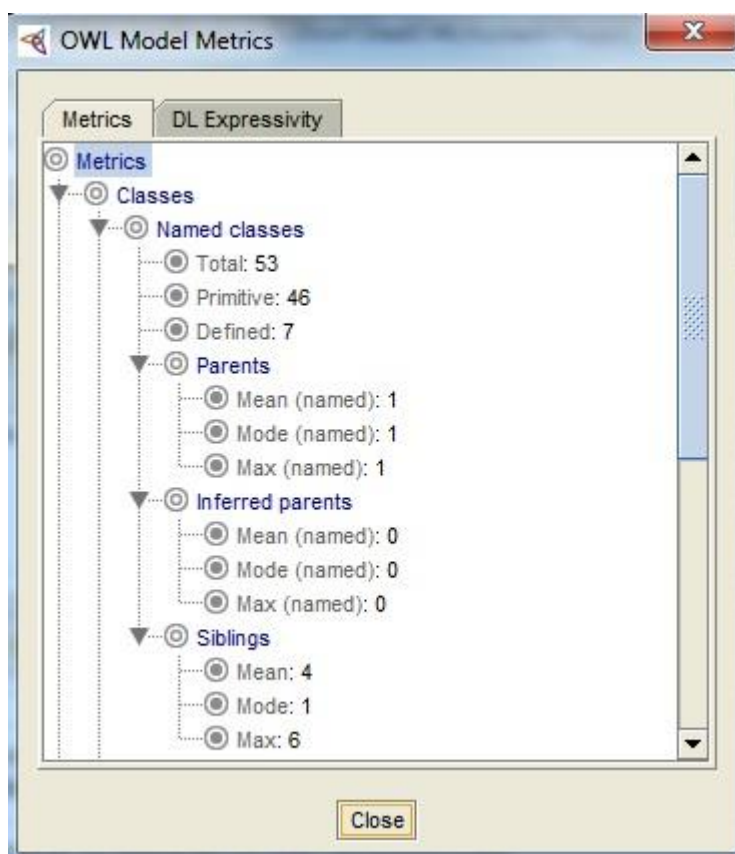 OWL Model Metrics
Metrics DL Expressivity
Metrics
Classes
Named classes
Total: 53
Primitive: 46
Defined: 7
Parents
Mean (named): 1
Mode (named): 1
Max (named): 1
Inferred parents
Mean (named): 0
Mode (named): 0
Max (named): 0
Siblings
Mean: 4
Mode: 1
Max: 6
Close